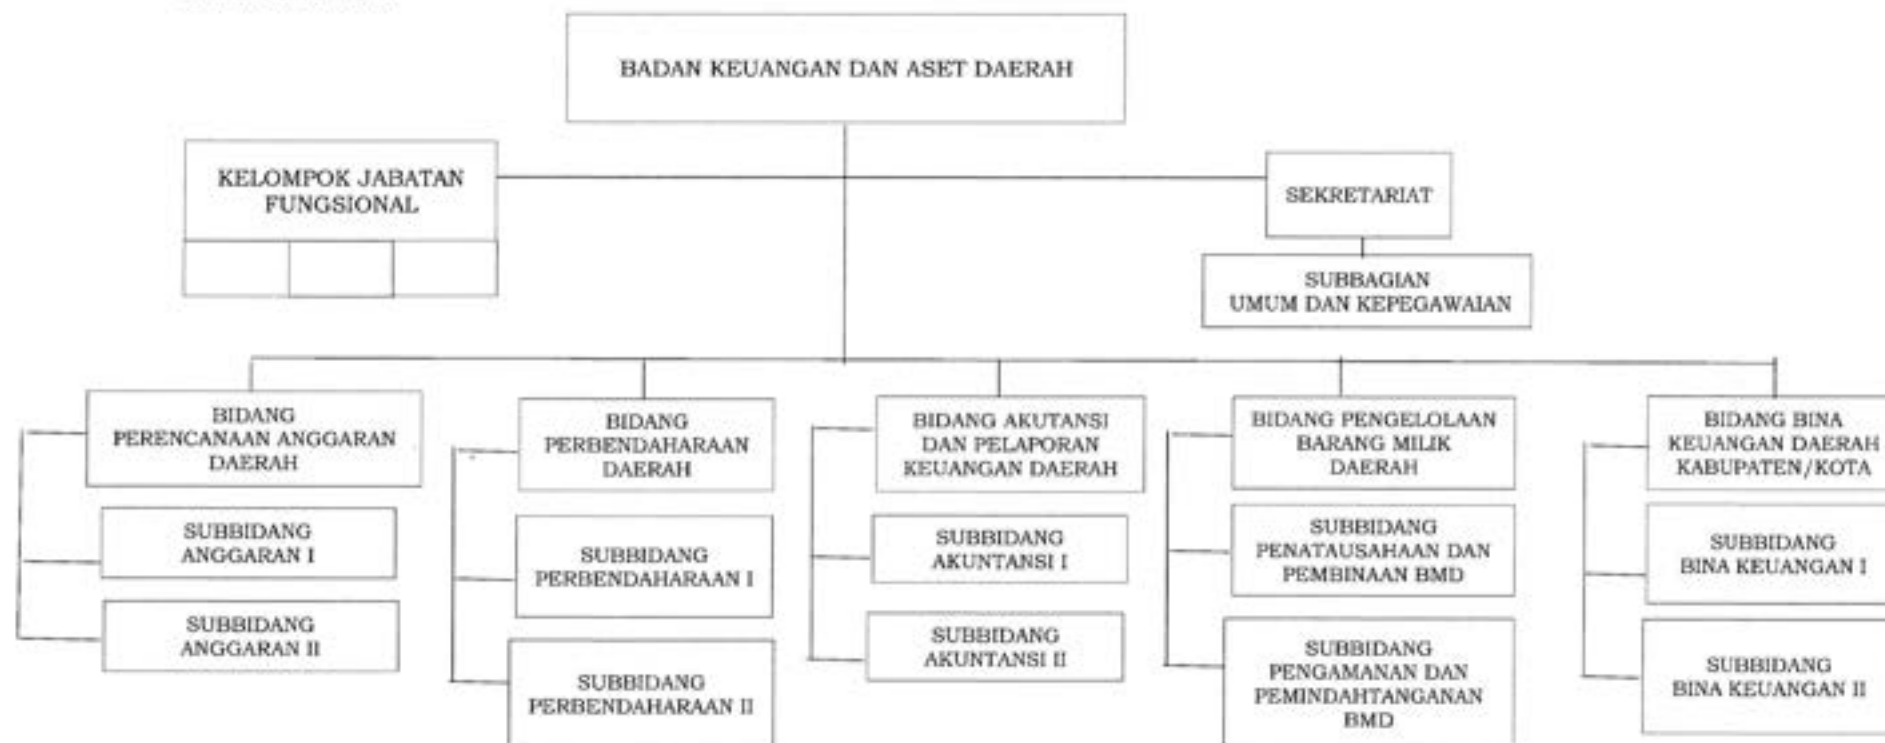 BADAN KEUANGAN DAN ASET DAERAH
KELOMPOK JABATAN
FUNGSIONAL
SEKRETARIAT
SUBBAGIAN
UMUM DAN KEPEGAWAIAN
BIDANG
PERENCANAAN ANGGARAN
DAERAH
SUBBIDANG
ANGGARAN I
SUBBIDANG
ANGGARAN II
BIDANG
PERBENDAHARAAN
DAERAH
SUBBIDANG
PERBENDAHARAAN I
SUBBIDANG
PERBENDAHARAAN II
BIDANG AKUTANSI
DAN PELAPORAN
KEUANGAN DAERAH
SUBBIDANG
AKUNTANSI I
SUBBIDANG
AKUNTANSI II
BIDANG PENGELOLAAN
BARANG MILIK
DAERAH
SUBBIDANG
PENATAUSAHAAN DAN
PEMBINAAN BMD
SUBBIDANG
PENGAMANAN DAN
PEMINDAHTANGANAN
BMD
BIDANG BINA
KEUANGAN DAERAH
KABUPATEN/KOTA
SUBBIDANG
BINA KEUANGAN I
SUBBIDANG
BINA KEUANGAN II